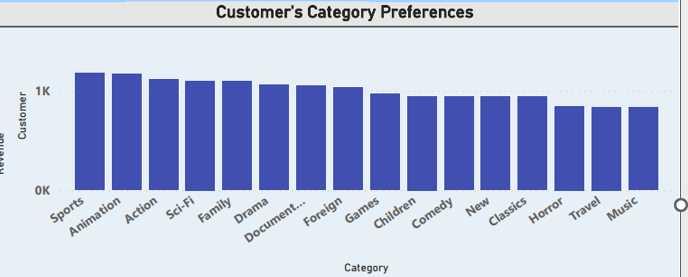 Customer's Category Preferences
Revenue
Customer
1K
0K
Sports
Animation
Action
Sci-Fi
Family
Drama
Document...
Foreign
Games
Children
Comedy
New
Classics
Horror
Travel
Music
Category